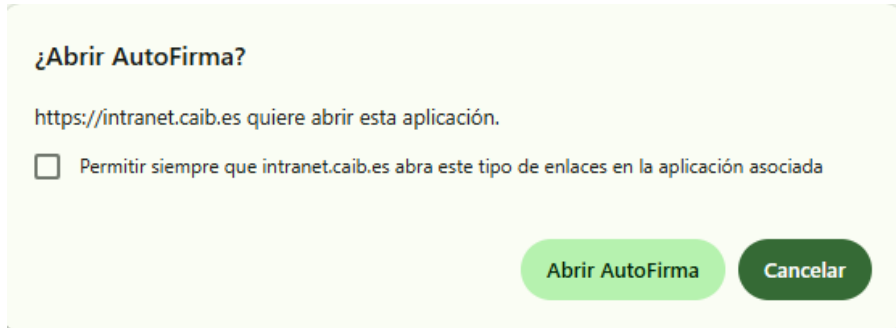 ¿Abrir AutoFirma?
https://intranet.caib.es quiere abrir esta aplicación.
Permitir siempre que intranet.caib.es abra este tipo de enlaces en la aplicación asociada
Abrir AutoFirma
Cancelar